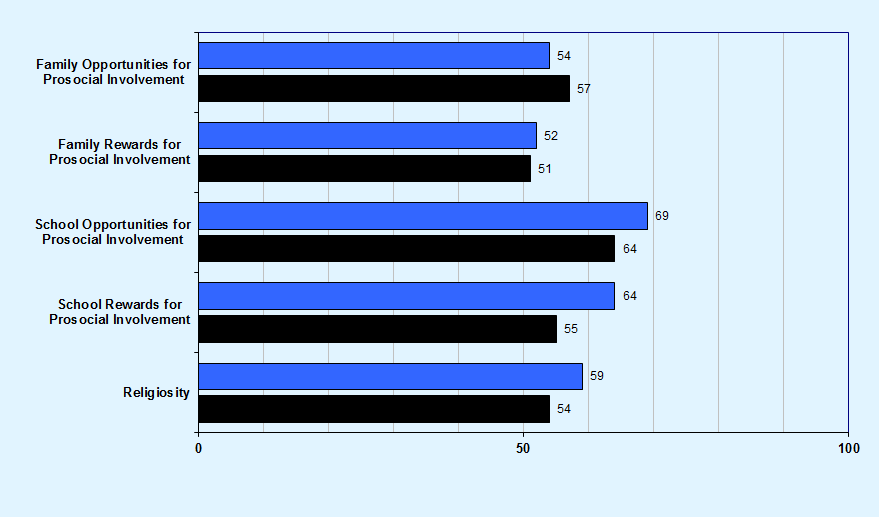 Family Opportunities for
Prosocial Involvement
54
57
Family Rewards for
Prosocial Involvement
52
51
School Opportunities for
Prosocial Involvement
69
64
School Rewards for
Prosocial Involvement
64
55
Religiosity
59
54
0 50 100